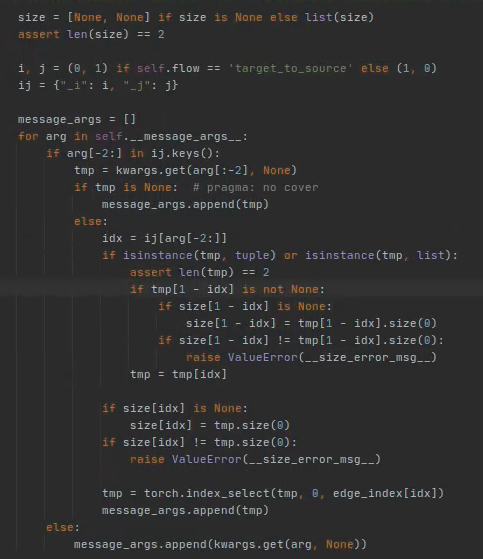 size = [None, None] if size is None else list(size)
assert len(size) == 2
i, j = (0, 1) if self.flow == 'target_to_source' else (1, 0)
ij = {"_i": i, "_j": j}
message_args = []
for arg in self.__message_args__:
    if arg[-2:] in ij.keys():
        tmp = kwargs.get(arg[:-2], None)
        if tmp is None:  # pragma: no cover
            message_args.append(tmp)
        else:
            idx = ij[arg[-2:]]
            if isinstance(tmp, tuple) or isinstance(tmp, list):
                assert len(tmp) == 2
                if tmp[1 - idx] is not None:
                    if size[1 - idx] is None:
                        size[1 - idx] = tmp[1 - idx].size(0)
                    if size[1 - idx] != tmp[1 - idx].size(0):
                        raise ValueError(__size_error_msg__)
                tmp = tmp[idx]
            if size[idx] is None:
                size[idx] = tmp.size(0)
            if size[idx] != tmp.size(0):
                raise ValueError(__size_error_msg__)
            tmp = torch.index_select(tmp, 0, edge_index[idx])
            message_args.append(tmp)
    else:
        message_args.append(kwargs.get(arg, None))